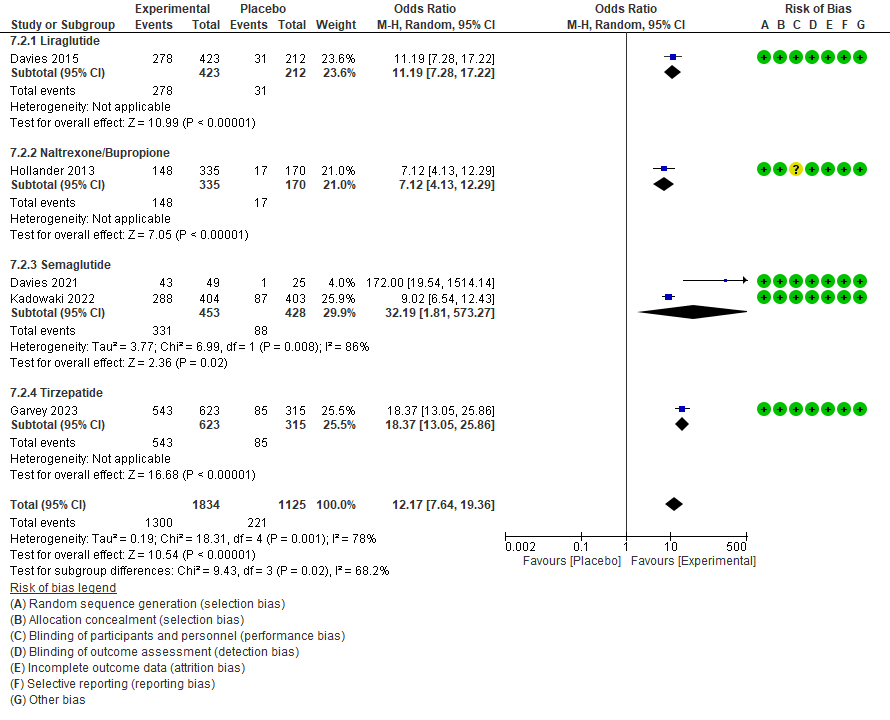 Experimental Placebo Odds Ratio Odds Ratio Risk of Bias
Study or Subgroup Events Total Events Total Weight M-H, Random, 95% CI M-H, Random, 95% CI A B C D E F G
7.2.1 Liraglutide
Davies 2015 278 423 31 212 23.6% 11.19 [7.28, 17.22] + + + + + + +
Subtotal (95% CI) 423 212 23.6% 11.19 [7.28, 17.22]
Total events 278 31
Heterogeneity: Not applicable
Test for overall effect: Z = 10.99 (P < 0.00001)
7.2.2 Naltrexone/Bupropione
Hollander 2013 148 335 17 170 21.0% 7.12 [4.13, 12.29] + + ? + + + +
Subtotal (95% CI) 335 170 21.0% 7.12 [4.13, 12.29]
Total events 148 17
Heterogeneity: Not applicable
Test for overall effect: Z = 7.05 (P < 0.00001)
7.2.3 Semaglutide
Davies 2021 43 49 1 25 4.0% 172.00 [19.54, 1514.14] + + + + + + +
Kadowaki 2022 288 404 87 403 25.9% 9.02 [6.54, 12.43] + + + + + + +
Subtotal (95% CI) 453 428 29.9% 32.19 [1.81, 573.27]
Total events 331 88
Heterogeneity: Tau² = 3.77; Chi² = 6.99, df = 1 (P = 0.008); I² = 86%
Test for overall effect: Z = 2.36 (P = 0.02)
7.2.4 Tirzepatide
Garvey 2023 543 623 85 315 25.5% 18.37 [13.05, 25.86] + + + + + + +
Subtotal (95% CI) 623 315 25.5% 18.37 [13.05, 25.86]
Total events 543 85
Heterogeneity: Not applicable
Test for overall effect: Z = 16.68 (P < 0.00001)
Total (95% CI) 1834 1125 100.0% 12.17 [7.64, 19.36]
Total events 1300 221
Heterogeneity: Tau² = 0.19; Chi² = 18.31, df = 4 (P = 0.001); I² = 78%
Test for overall effect: Z = 10.54 (P < 0.00001)
Test for subgroup differences: Chi² = 9.43, df = 3 (P = 0.02), I² = 68.2%
0.002 0.1 1 10 500
Favours [Placebo] Favours [Experimental]
Risk of bias legend
(A) Random sequence generation (selection bias)
(B) Allocation concealment (selection bias)
(C) Blinding of participants and personnel (performance bias)
(D) Blinding of outcome assessment (detection bias)
(E) Incomplete outcome data (attrition bias)
(F) Selective reporting (reporting bias)
(G) Other bias